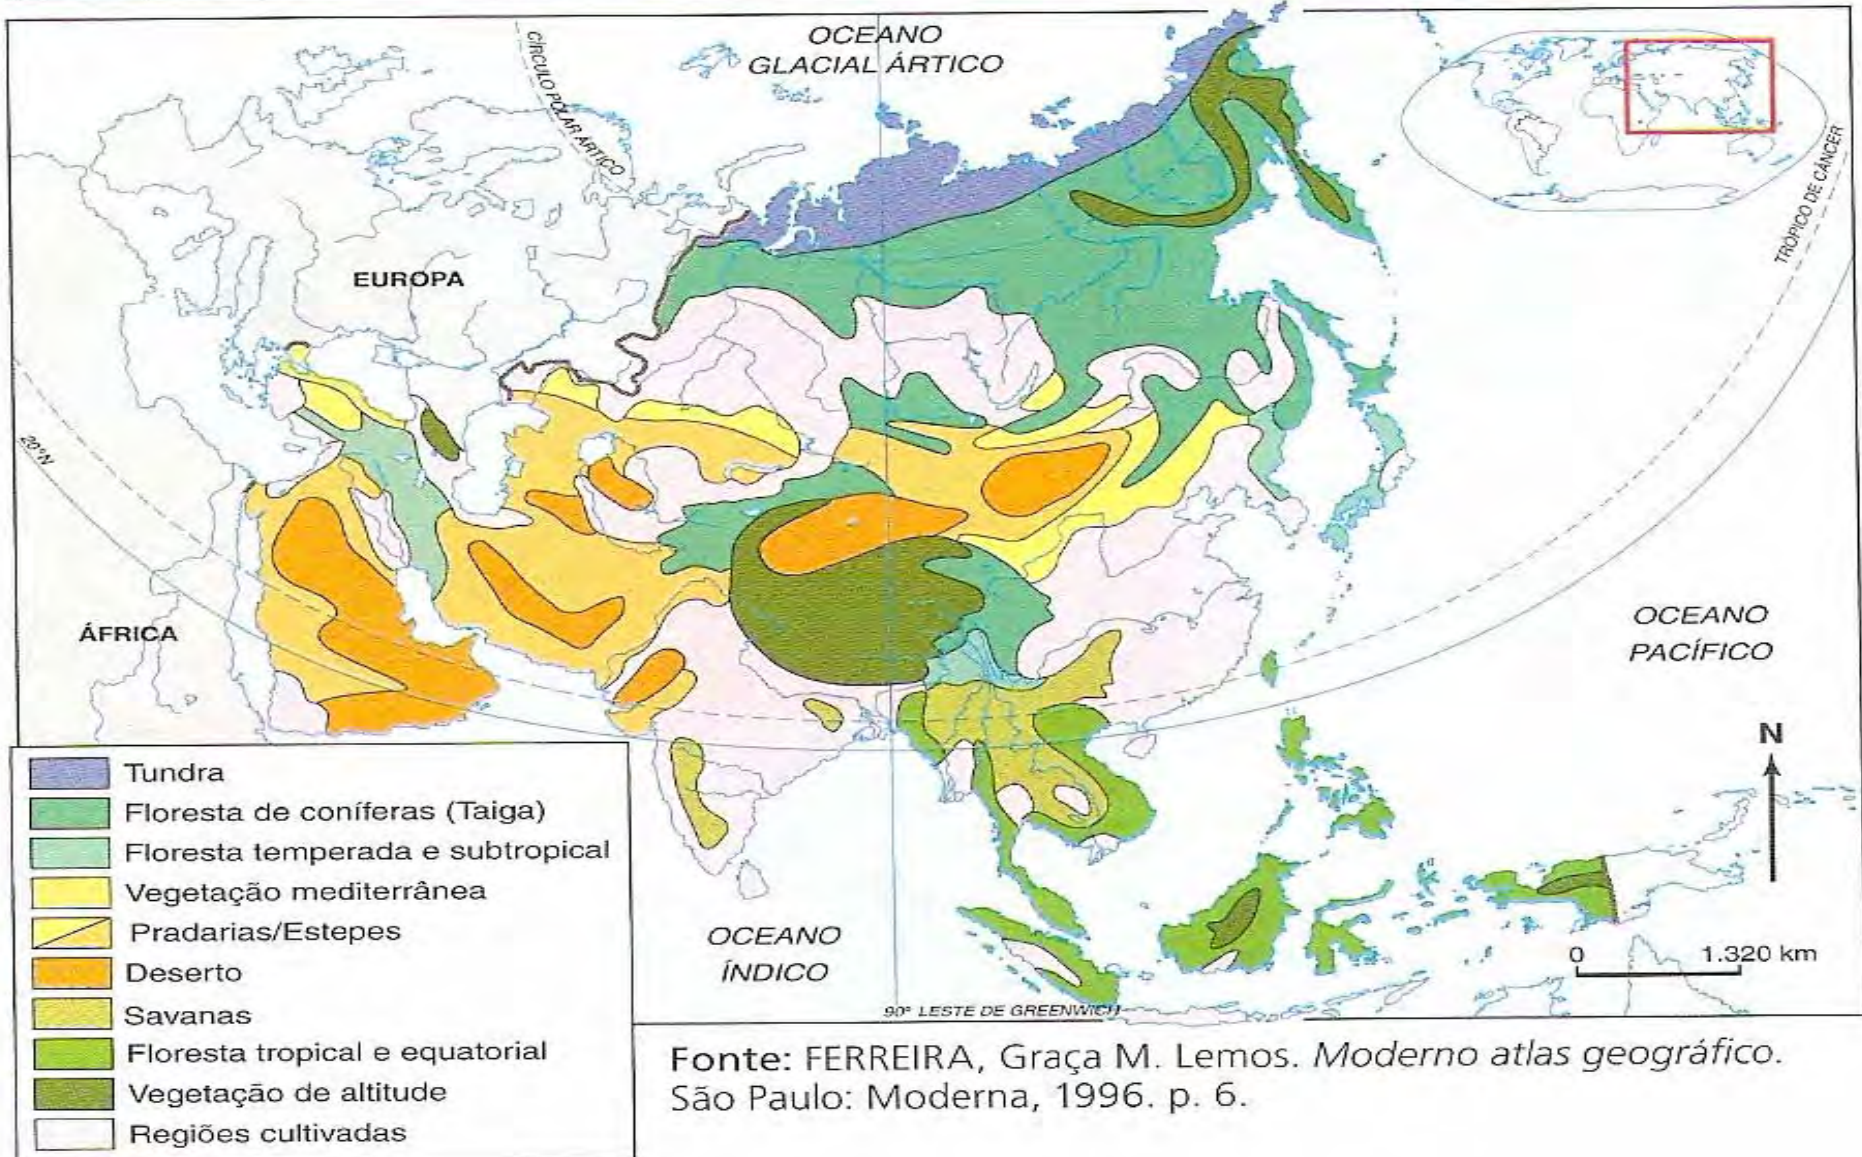 OCEANO
GLACIAL ÁRTICO
CÍRCULO POLAR ÁRTICO
TRÓPICO DE CÂNCER
EUROPA
20°N
ÁFRICA
OCEANO
PACÍFICO
N
OCEANO
ÍNDICO
0 1.320 km
90° LESTE DE GREENWICH
Tundra
Floresta de coníferas (Taiga)
Floresta temperada e subtropical
Vegetação mediterrânea
Pradarias/Estepes
Deserto
Savanas
Floresta tropical e equatorial
Vegetação de altitude
Regiões cultivadas
Fonte: FERREIRA, Graça M. Lemos. Moderno atlas geográfico.
São Paulo: Moderna, 1996. p. 6.